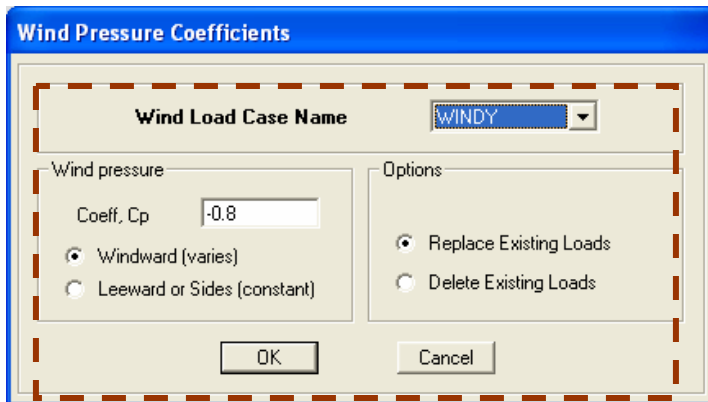 Wind Pressure Coefficients
Wind Load Case Name WINDY
Wind pressure
Coeff, Cp -0.8
Windward (varies)
Leeward or Sides (constant)
Options
Replace Existing Loads
Delete Existing Loads
OK Cancel